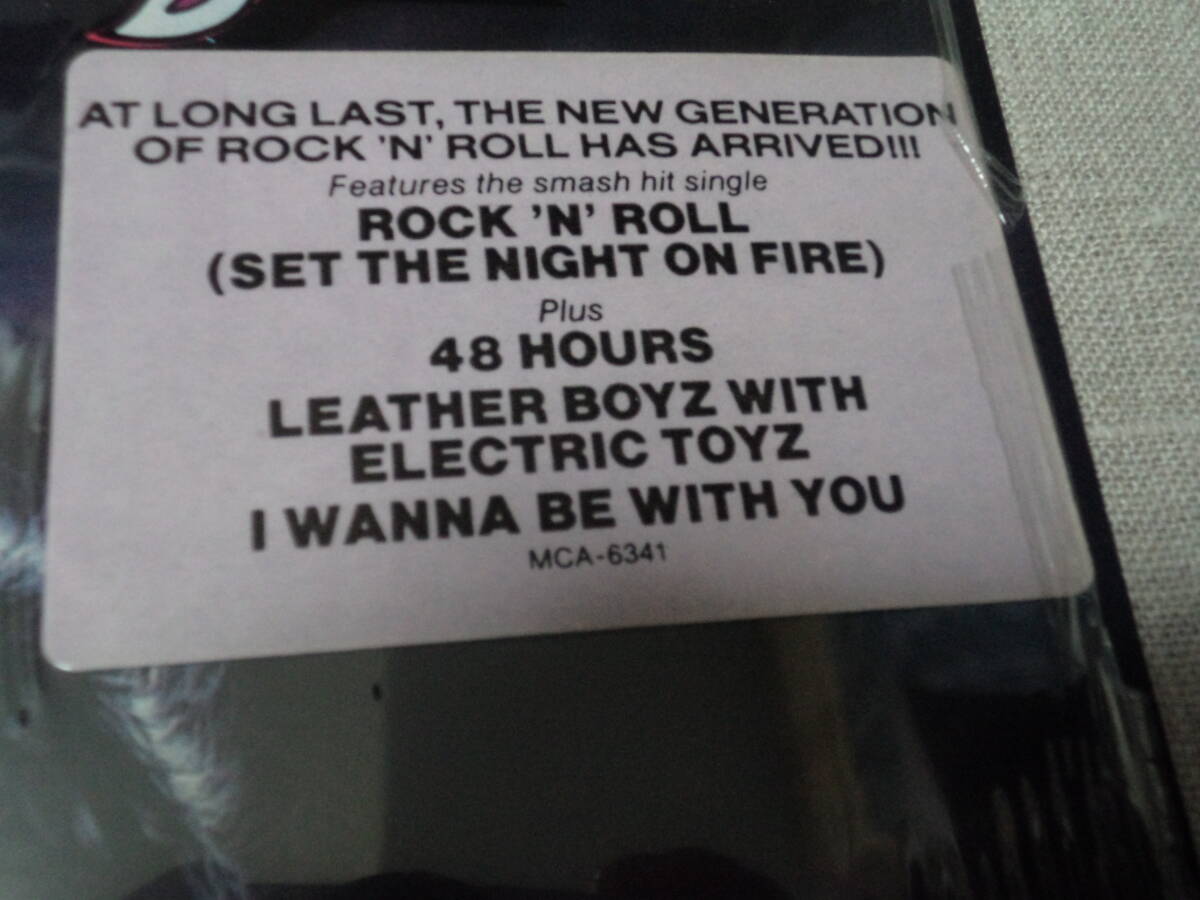 AT LONG LAST, THE NEW GENERATION
OF ROCK 'N' ROLL HAS ARRIVED!!!
Features the smash hit single
ROCK 'N' ROLL
(SET THE NIGHT ON FIRE)
Plus
48 HOURS
LEATHER BOYZ WITH
ELECTRIC TOYZ
I WANNA BE WITH YOU
MCA-6341